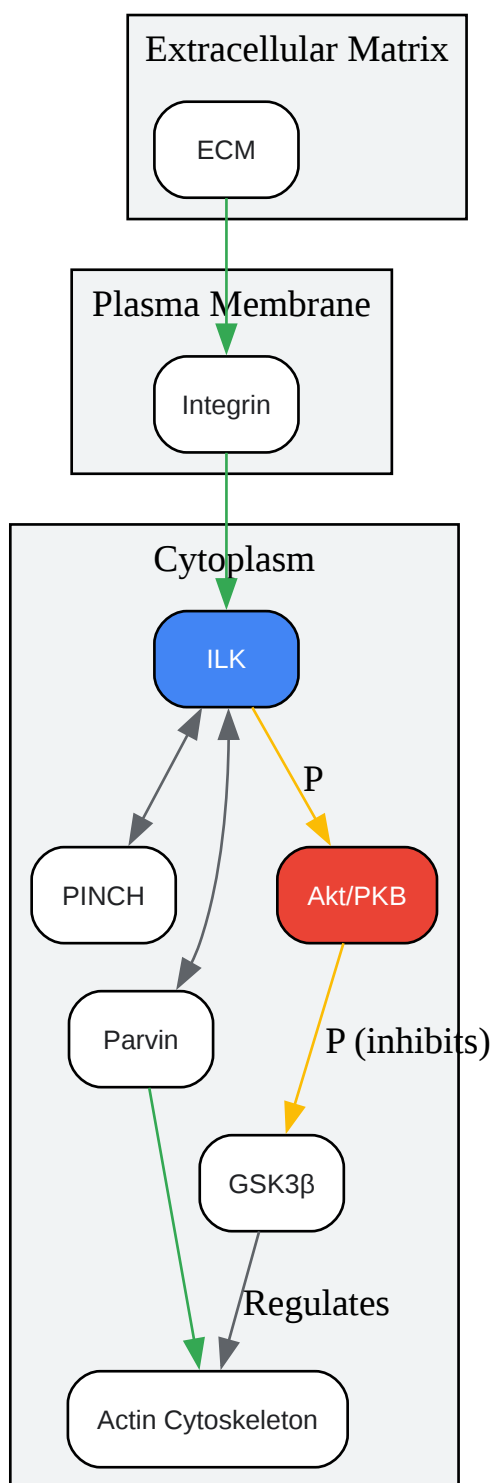 Extracellular Matrix
ECM
Plasma Membrane
Integrin
Cytoplasm
ILK
P
PINCH
Akt/PKB
Parvin
P (inhibits)
GSK3β
Regulates
Actin Cytoskeleton